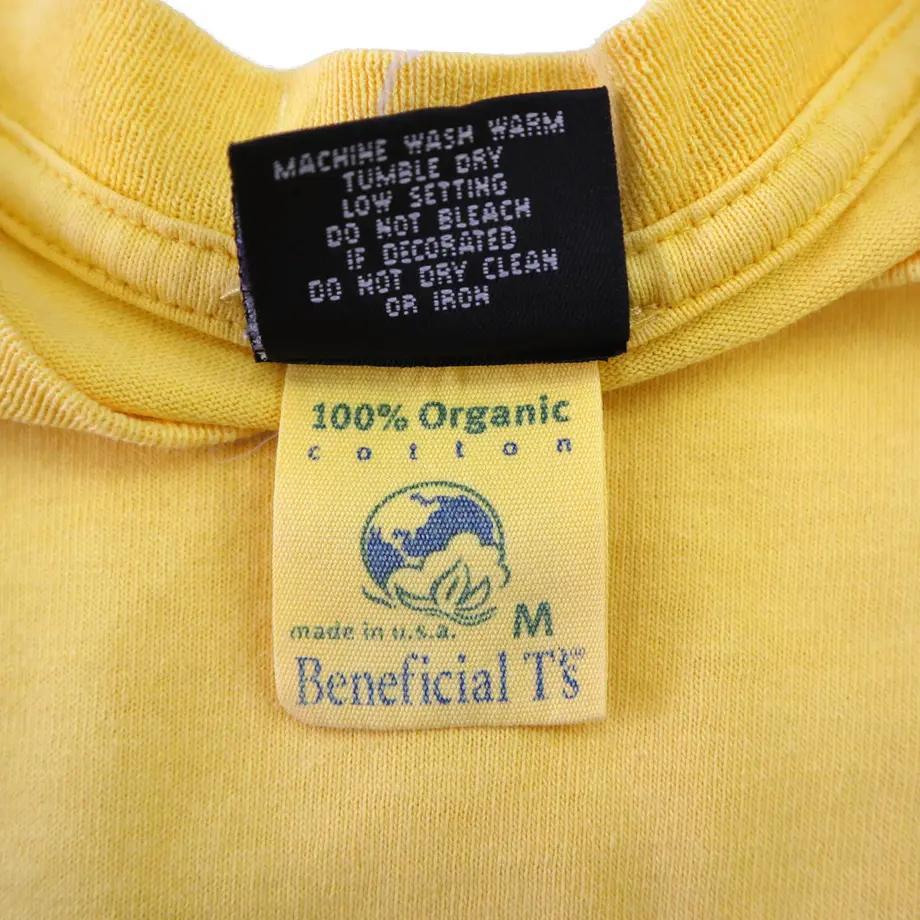 MACHINE WASH WARM
TUMBLE DRY
LOW SETTING
DO NOT BLEACH
IF DECORATED
DO NOT DRY CLEAN
OR IRON
100% Organic
cotton
made in u.s.a. M
Beneficial T's